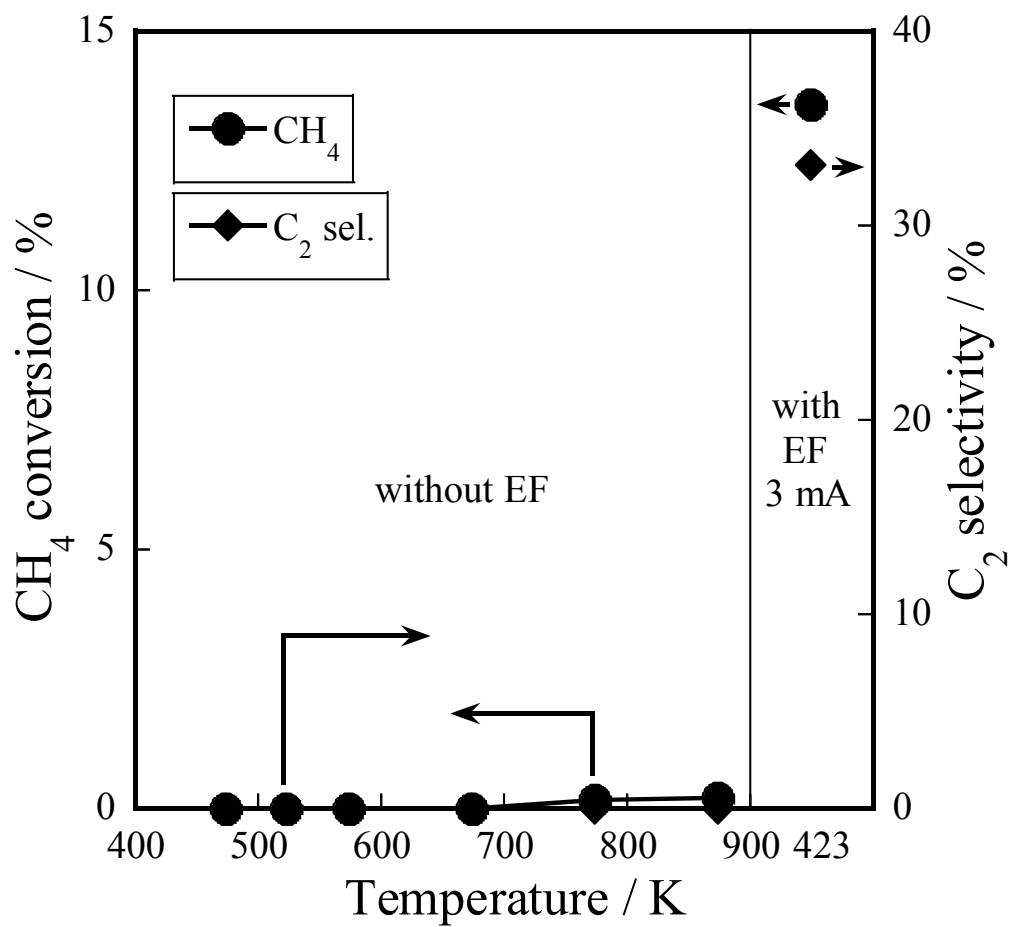 15
40
CH₄
C₂ sel.
30
10
CH₄ conversion / %
C₂ selectivity / %
with
EF
3 mA
20
without EF
5
10
0
0
400 500 600 700 800 900 423
Temperature / K